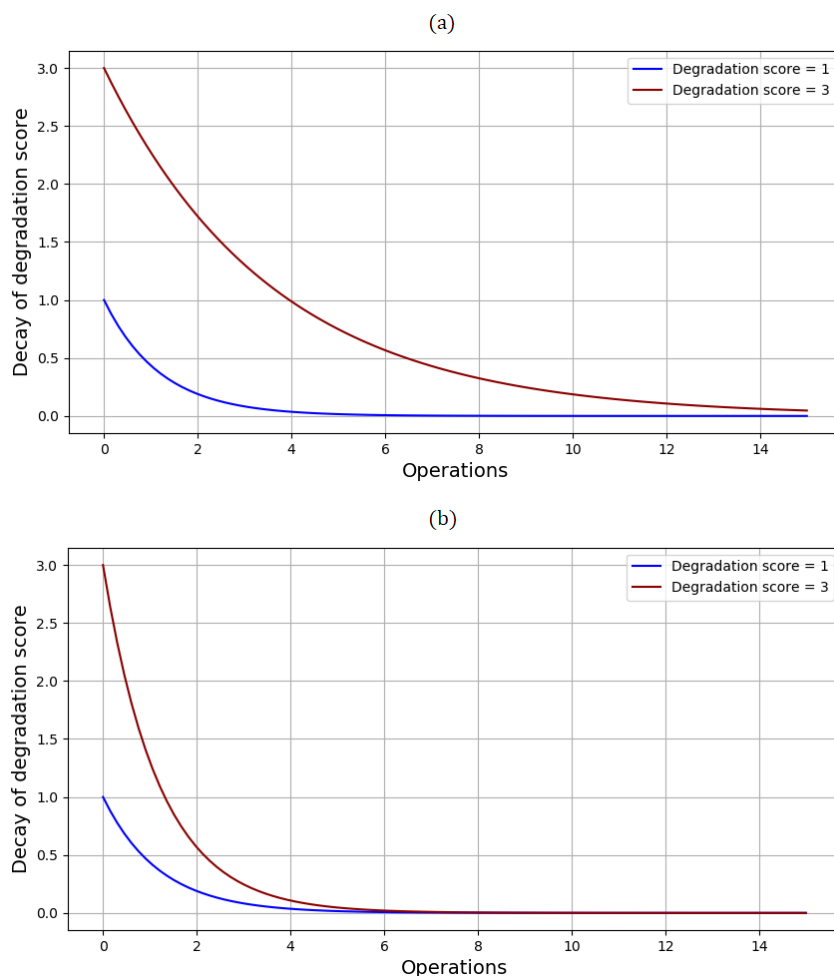 (a)
Degradation score = 1
Degradation score = 3
Decay of degradation score
3.0
2.5
2.0
1.5
1.0
0.5
0.0
0 2 4 6 8 10 12 14
Operations
(b)
Degradation score = 1
Degradation score = 3
Decay of degradation score
3.0
2.5
2.0
1.5
1.0
0.5
0.0
0 2 4 6 8 10 12 14
Operations